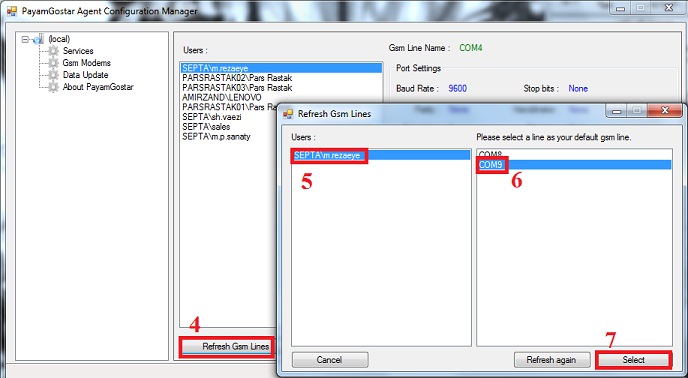 PayamGostar Agent Configuration Manager
(local)
Services
Gsm Modems
Data Update
About PayamGostar
Users :
SEPTA\m.rezaeye
PARSRASTAK02\Pars Rastak
PARSRASTAK03\Pars Rastak
AMIRZAND\LENOVO
PARSRASTAK01\Pars Rastak
SEPTA\sh.vaezi
SEPTA\sales
SEPTA\m.p.sanaty
4
Refresh Gsm Lines
Gsm Line Name : COM4
Port Settings
Baud Rate : 9600 Stop bits : None
Refresh Gsm Lines
Users :
SEPTA\m.rezaeye
5
Please select a line as your default gsm line.
COM8
COM9
6
7
Cancel
Refresh again
Select